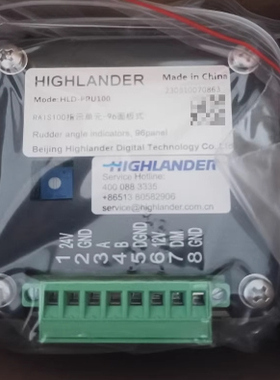 HIGHLANDER
Made in China
Model: HLD-RRU100
Rudder angle indicators, 96panel
Beijing Highlander Digital Technology Co., Ltd
HIGHLANDER
Service Hotline:
400 088 3335
+86513 80582906
service@highlander.com.cn
1 24V
2 GND
3 A
4 B
5 DGND
6 12V
7 DIM
8 GND